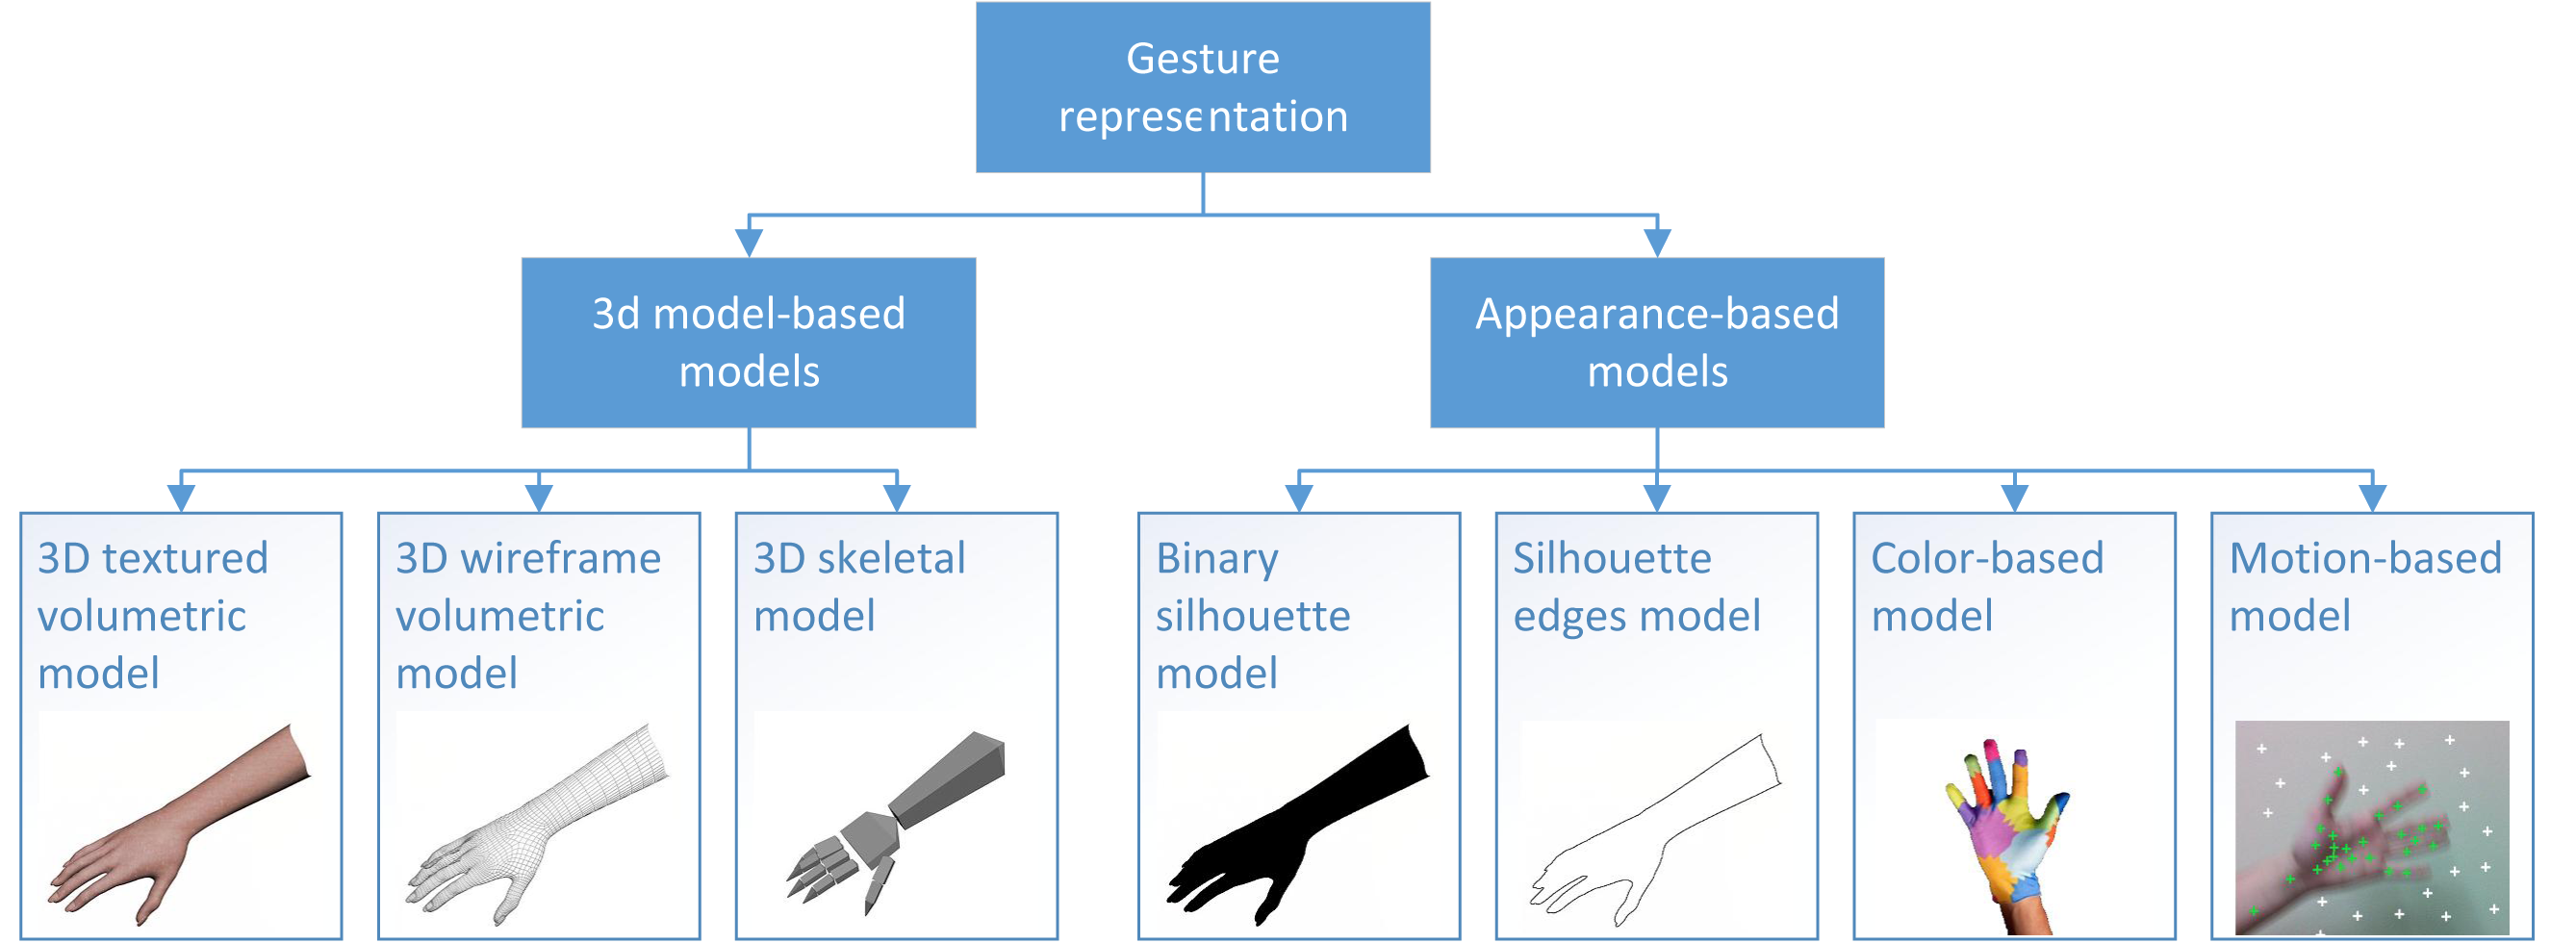 Gesture
representation
3d model-based
models
Appearance-based
models
3D textured
volumetric
model
3D wireframe
volumetric
model
3D skeletal
model
Binary
silhouette
model
Silhouette
edges model
Color-based
model
Motion-based
model